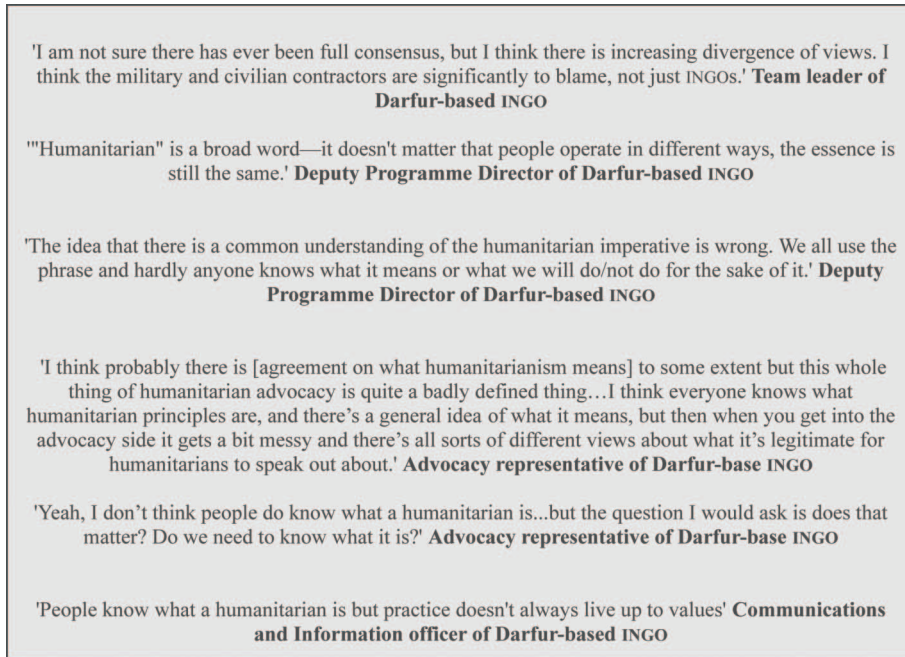 'I am not sure there has ever been full consensus, but I think there is increasing divergence of views. I
think the military and civilian contractors are significantly to blame, not just INGOs.' Team leader of
Darfur-based INGO
'"Humanitarian" is a broad word—it doesn't matter that people operate in different ways, the essence is
still the same.' Deputy Programme Director of Darfur-based INGO
'The idea that there is a common understanding of the humanitarian imperative is wrong. We all use the
phrase and hardly anyone knows what it means or what we will do/not do for the sake of it.' Deputy
Programme Director of Darfur-based INGO
'I think probably there is [agreement on what humanitarianism means] to some extent but this whole
thing of humanitarian advocacy is quite a badly defined thing…I think everyone knows what
humanitarian principles are, and there's a general idea of what it means, but then when you get into the
advocacy side it gets a bit messy and there's all sorts of different views about what it's legitimate for
humanitarians to speak out about.' Advocacy representative of Darfur-base INGO
'Yeah, I don't think people do know what a humanitarian is...but the question I would ask is does that
matter? Do we need to know what it is?' Advocacy representative of Darfur-base INGO
'People know what a humanitarian is but practice doesn't always live up to values' Communications
and Information officer of Darfur-based INGO